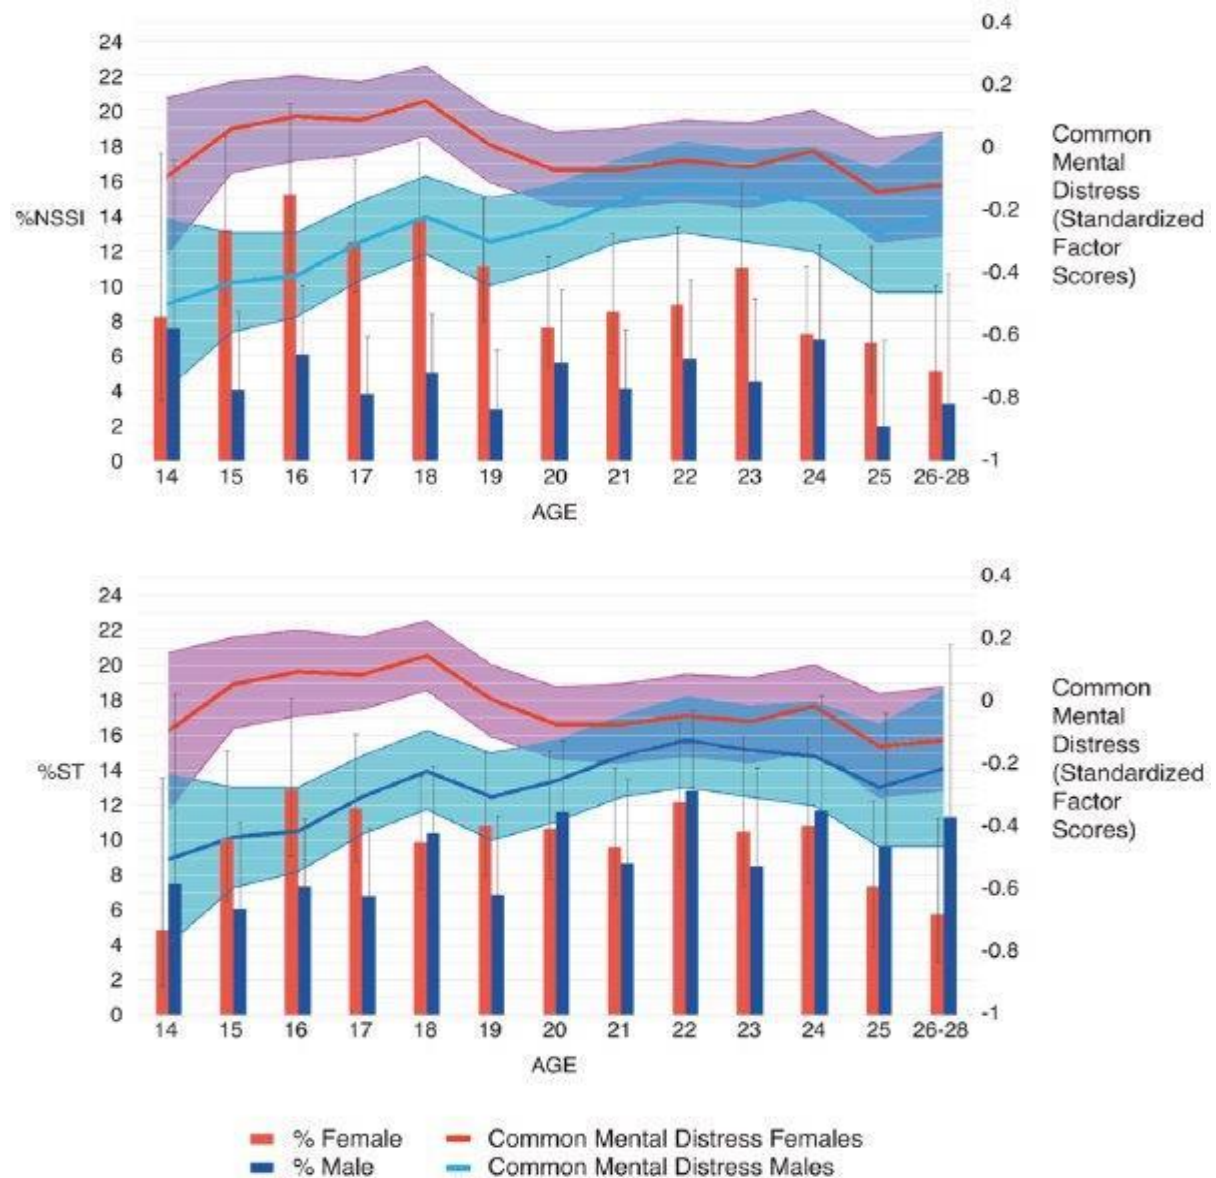 0.4
24
22
0.2
20
18
0
Common
Mental
Distress
(Standardized
Factor
Scores)
16
%NSSI
14
-0.2
12
10
-0.4
8
-0.6
6
4
-0.8
2
0
-1
14 15 16 17 18 19 20 21 22 23 24 25 26-28
AGE
0.4
24
22
0.2
20
18
0
Common
Mental
Distress
(Standardized
Factor
Scores)
16
%ST
14
-0.2
12
10
-0.4
8
-0.6
6
4
-0.8
2
0
-1
14 15 16 17 18 19 20 21 22 23 24 25 26-28
AGE
% Female Common Mental Distress Females
% Male Common Mental Distress Males